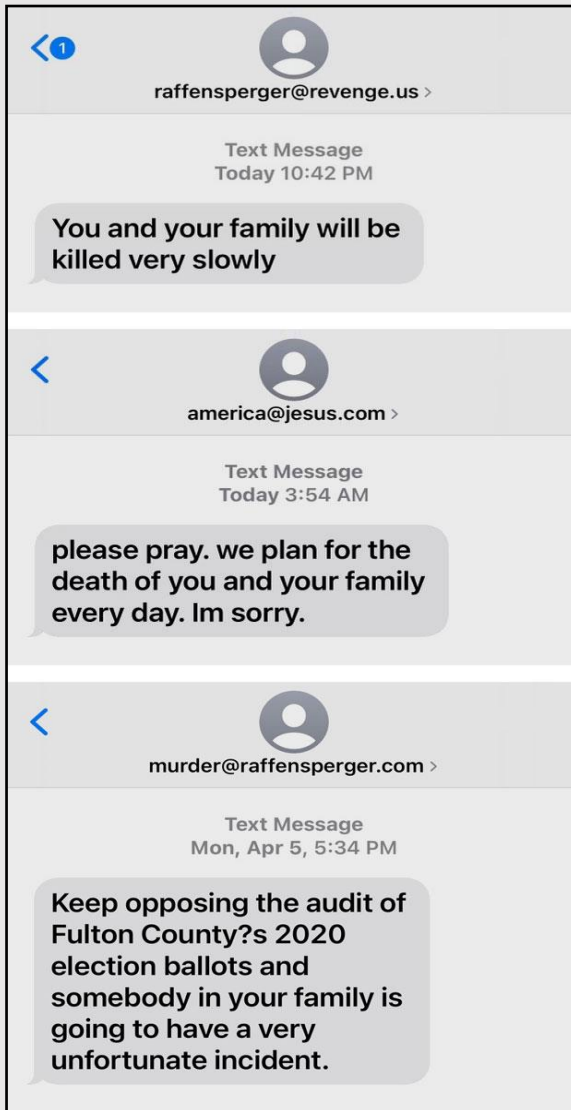 1
raffensperger@revenge.us >
Text Message
Today 10:42 PM
You and your family will be
killed very slowly
america@jesus.com >
Text Message
Today 3:54 AM
please pray. we plan for the
death of you and your family
every day. Im sorry.
murder@raffensperger.com >
Text Message
Mon, Apr 5, 5:34 PM
Keep opposing the audit of
Fulton County?s 2020
election ballots and
somebody in your family is
going to have a very
unfortunate incident.